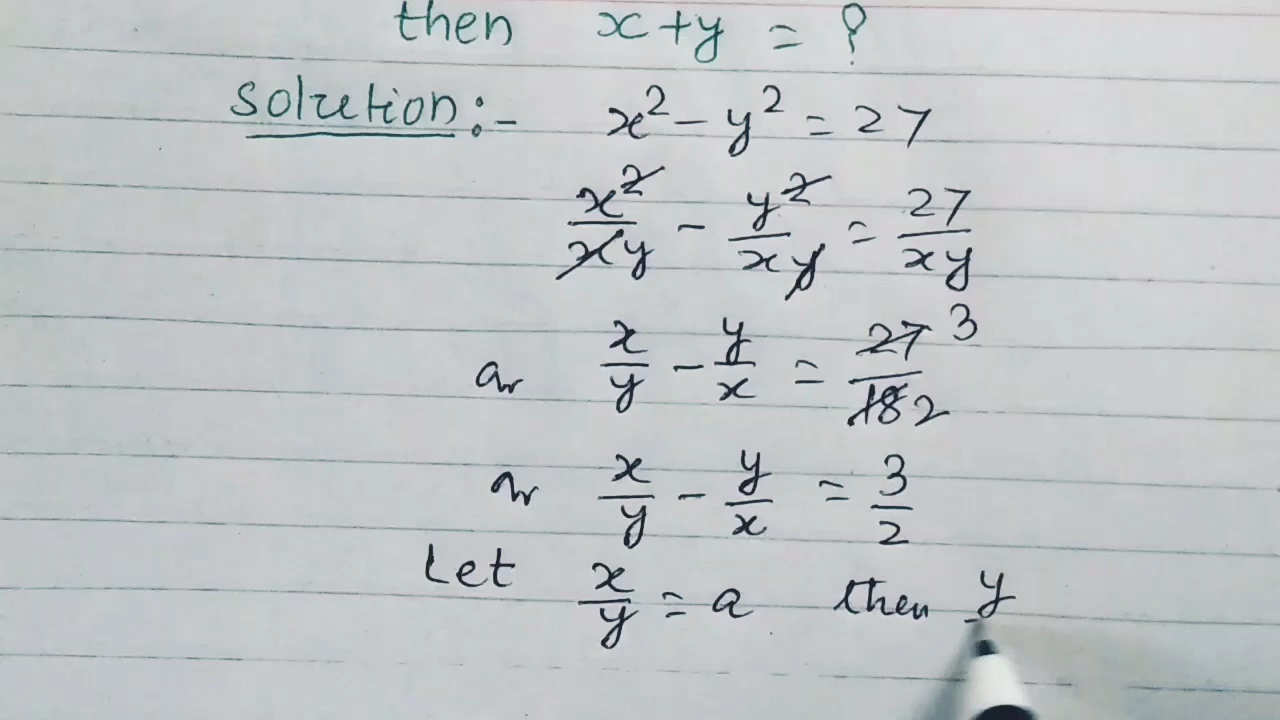 then x+y = ?
Solution:- x² - y² = 27
x²/xy - y²/xy = 27/xy
or x/y - y/x = 27/18 3/2
or x/y - y/x = 3/2
Let x/y = a then y